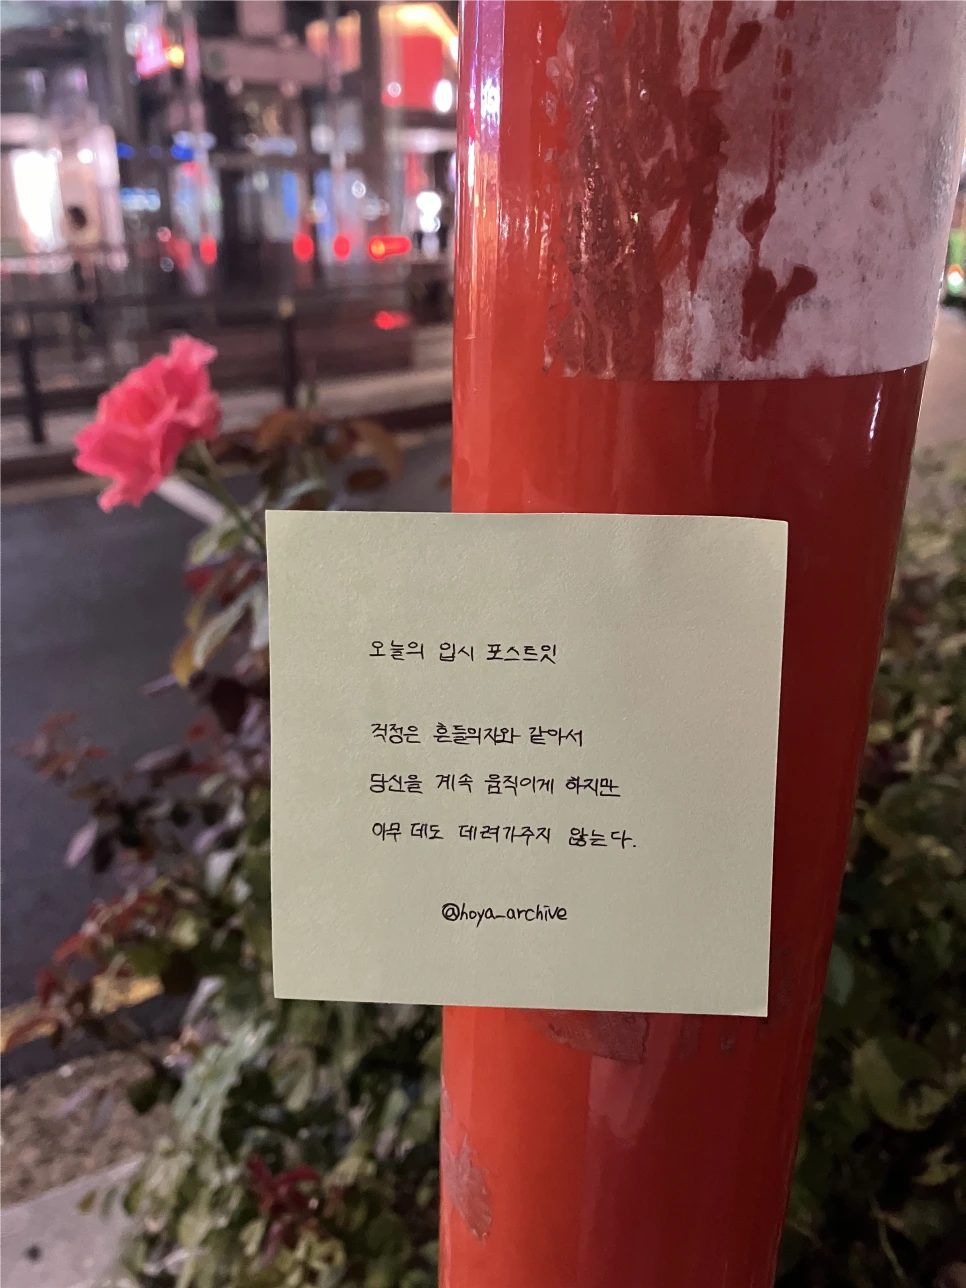 오늘의 입시 포스트잇
걱정은 흔들의자와 같아서
당신을 계속 움직이게 하지만
아무 데도 데려가주지 않는다.
@hoya_archive